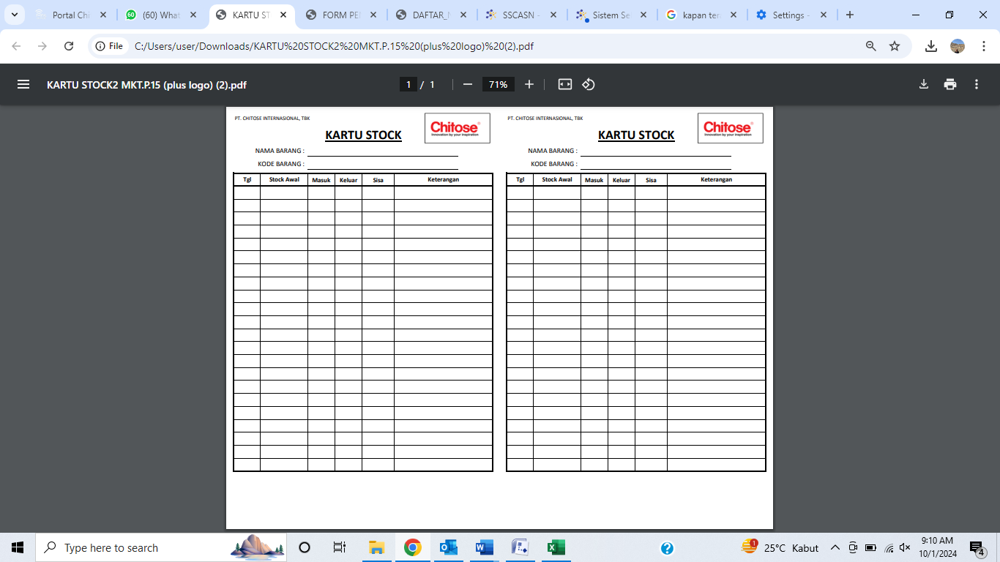 Portal Chi
(60) What
KARTU ST
FORM PE
DAFTAR_
SSCASN -
Sistem Se
kapan ter
Settings -
File
C:/Users/user/Downloads/KARTU%20STOCK2%20MKT.P.15%20(plus%20logo)%20(2).pdf
KARTU STOCK2 MKT.P.15 (plus logo) (2).pdf
1 / 1
71%
PT. CHITOSE INTERNASIONAL, TBK
Chitose®
Innovation by your inspiration
KARTU STOCK
NAMA BARANG :
KODE BARANG :
Tgl Stock Awal Masuk Keluar Sisa Keterangan
PT. CHITOSE INTERNASIONAL, TBK
Chitose®
Innovation by your inspiration
KARTU STOCK
NAMA BARANG :
KODE BARANG :
Tgl Stock Awal Masuk Keluar Sisa Keterangan
Type here to search
1
25°C Kabut
9:10 AM
10/1/2024
4